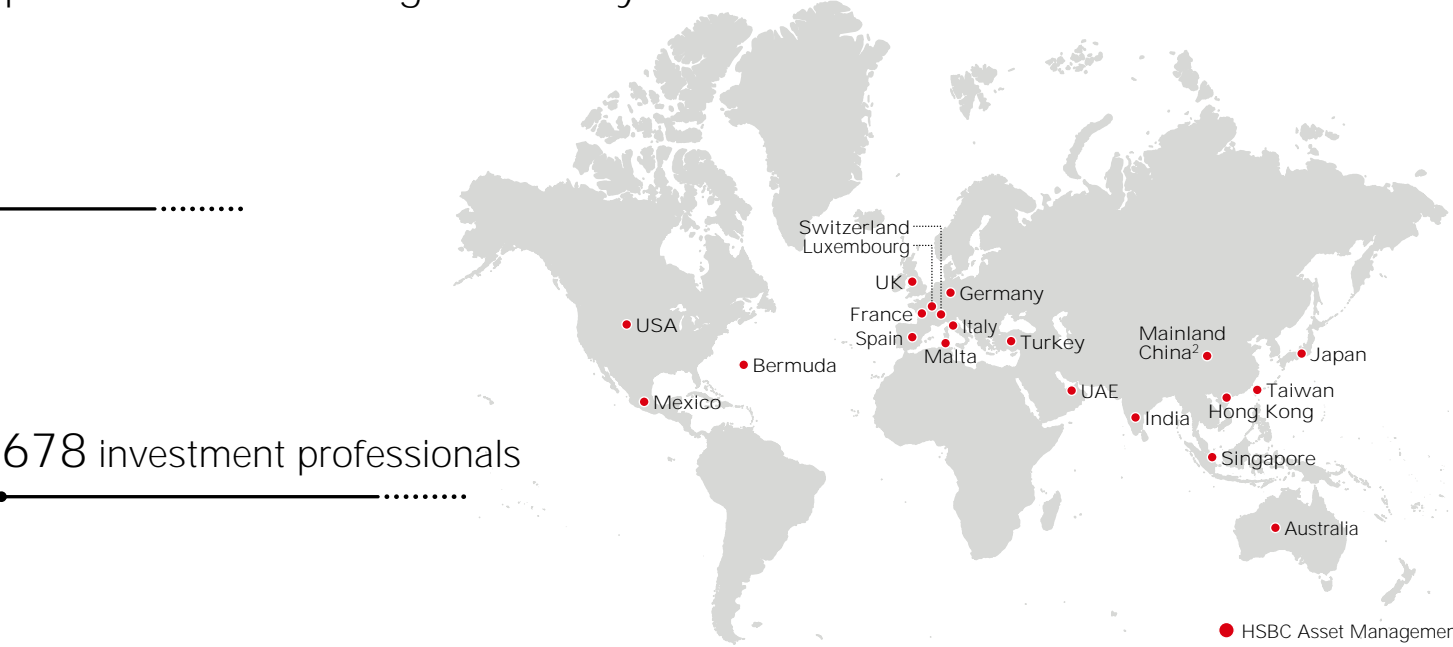 Switzerland
Luxembourg
UK
Germany
France
Italy
Spain
Malta
Turkey
USA
Bermuda
Mexico
Mainland
China²
Japan
UAE
Taiwan
Hong Kong
India
Singapore
678 investment professionals
Australia
HSBC Asset